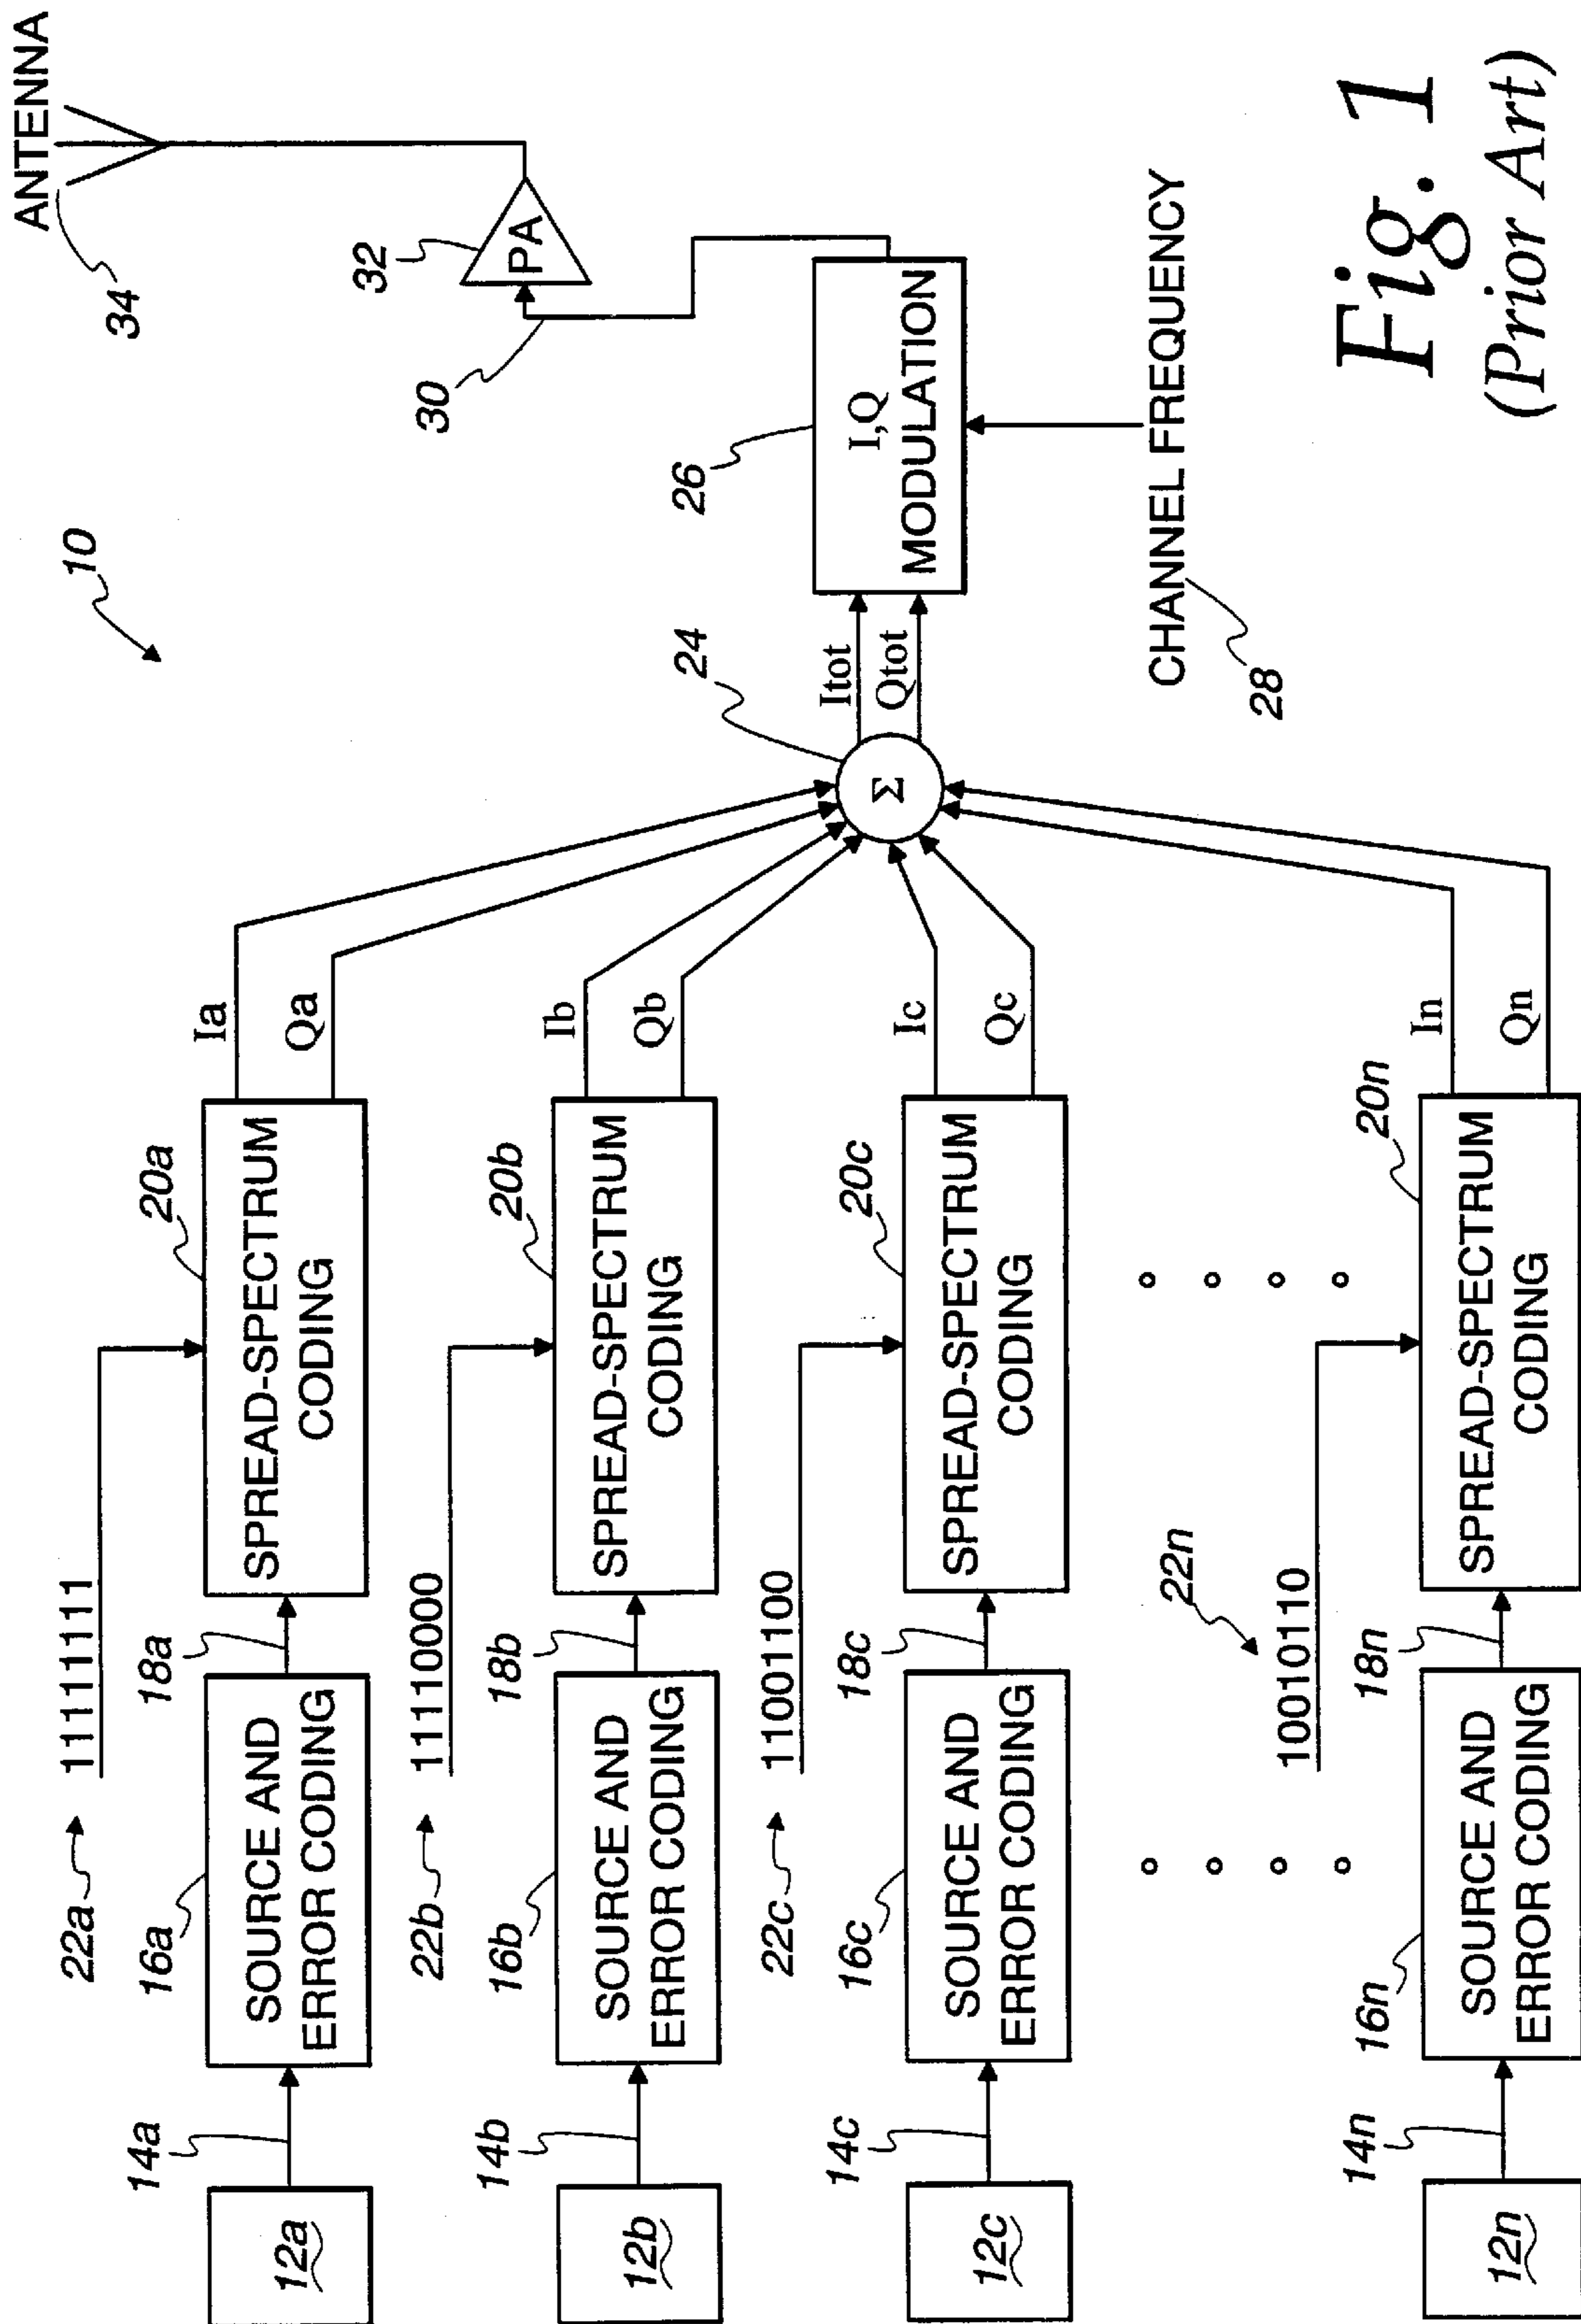 ANTENNA
34
10
32
PA
30
26
I,Q
MODULATION
24
Itot
Qtot
Σ
CHANNEL FREQUENCY
28
22a
11111111
12a
14a
16a
SOURCE AND
ERROR CODING
18a
20a
SPREAD-SPECTRUM
CODING
Ia
Qa
22b
11110000
12b
14b
16b
SOURCE AND
ERROR CODING
18b
20b
SPREAD-SPECTRUM
CODING
Ib
Qb
22c
11001100
12c
14c
16c
SOURCE AND
ERROR CODING
18c
20c
SPREAD-SPECTRUM
CODING
Ic
Qc
22n
10010110
12n
14n
16n
SOURCE AND
ERROR CODING
18n
20n
SPREAD-SPECTRUM
CODING
In
Qn
Fig. 1
(Prior Art)